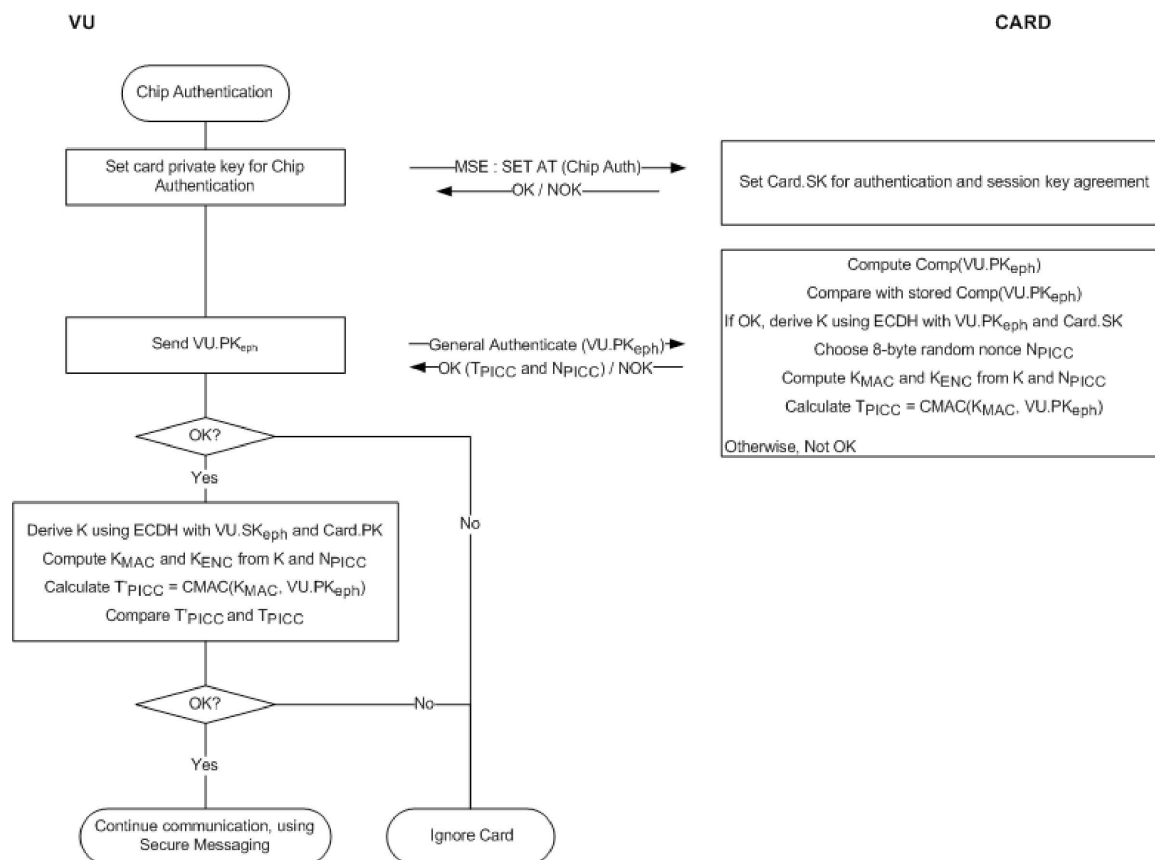 VU
CARD
Chip Authentication
Set card private key for Chip
Authentication
MSE : SET AT (Chip Auth)
OK / NOK
Set Card.SK for authentication and session key agreement
Send VU.PKeph
General Authenticate (VU.PKeph)
OK (TPICC and NPICC) / NOK
Compute Comp(VU.PKeph)
Compare with stored Comp(VU.PKeph)
If OK, derive K using ECDH with VU.PKeph and Card.SK
Choose 8-byte random nonce NPICC
Compute KMAC and KENC from K and NPICC
Calculate TPICC = CMAC(KMAC, VU.PKeph)
Otherwise, Not OK
OK?
Yes
No
Derive K using ECDH with VU.SKeph and Card.PK
Compute KMAC and KENC from K and NPICC
Calculate T'PICC = CMAC(KMAC, VU.PKeph)
Compare T'PICC and TPICC
OK?
No
Yes
Continue communication, using
Secure Messaging
Ignore Card